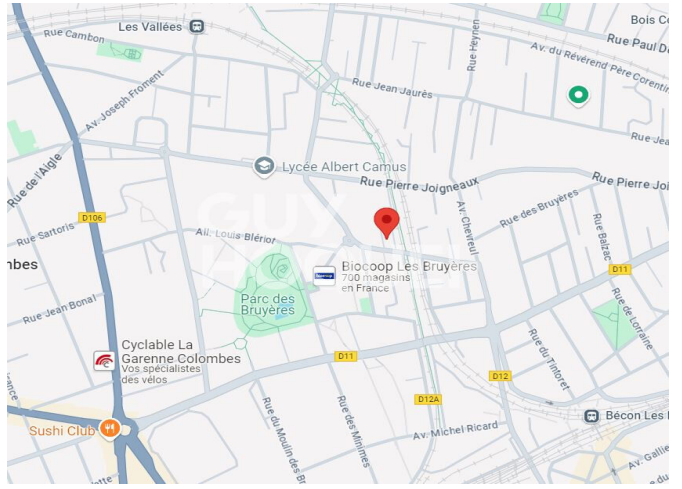 Les Vallées
Bois Co
Rue Cambon
Rue Paul D
Av. du Révérend Père Corentin
Rue Heynen
Av. Joseph Froment
Rue Jean Jaurès
Rue Jea
Rue de l'Aigle
Lycée Albert Camus
Rue Pierre Joigneaux
Rue Pierre Joi
D106
Rue Sartoris
All. Louis Blériot
Av. Chevreul
Rue des Bruyères
Rue Balzac
GUY
HOQUET
mbes
Biocoop Les Bruyères
700 magasins
en France
D11
Parc des
Bruyères
Rue Jean Bonal
Rue de Lorraine
Cyclable La
Garenne-Colombes
Vos spécialistes
des vélos
D11
Rue du Tintoret
D12
France
D12A
Rue du Moulin des Br
Rue des Minimes
Bécon Les
Sushi Club
Av. Michel Ricard
Av. Gallie
ette